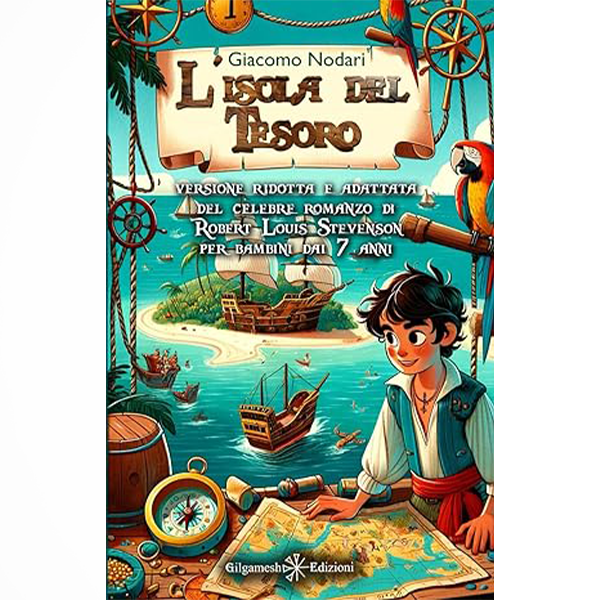 1
Giacomo Nodari
L'isola del
Tesoro
versione ridotta e adattata
del celebre romanzo di
Robert Louis Stevenson
per bambini dai 7 anni
Gilgamesh Edizioni